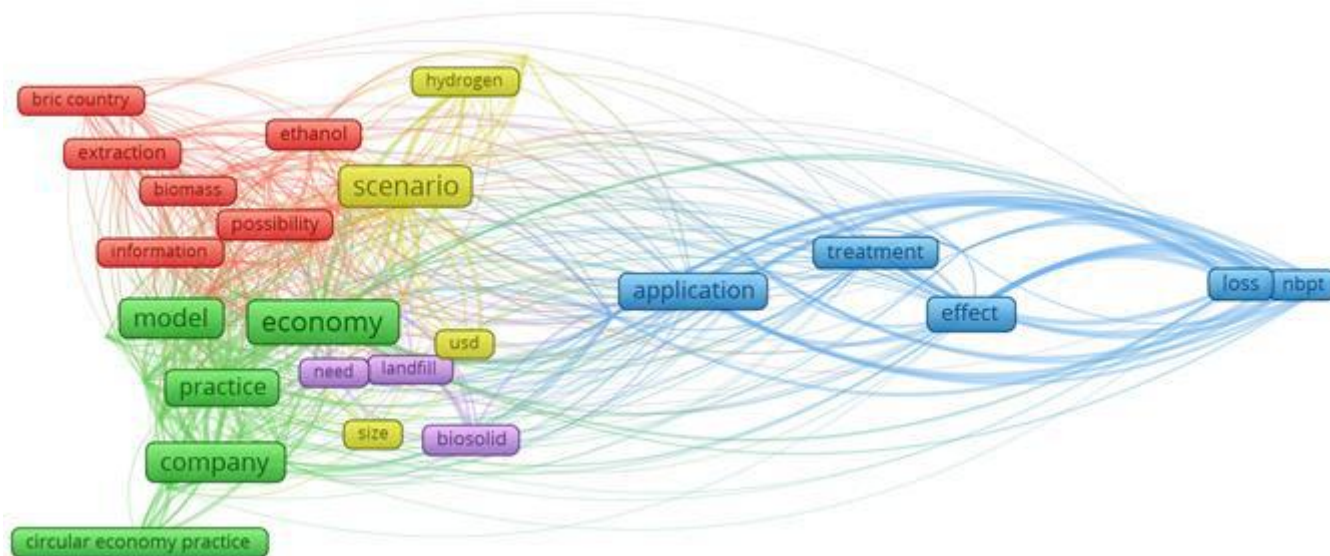 hydrogen
bric country
ethanol
extraction
scenario
biomass
possibility
information
treatment
loss
nbpt
application
effect
model
economy
usd
need
landfill
practice
size
biosolid
company
circular economy practice